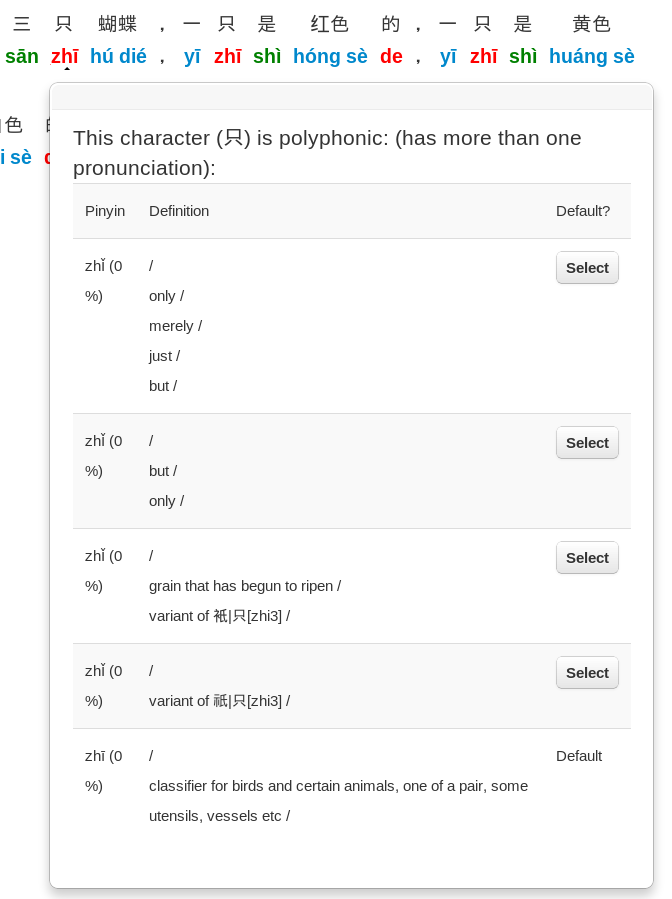 三 只 蝴蝶 ， 一 只 是 红色 的 ， 一 只 是 黄色
sān zhī hú dié ， yī zhī shì hóng sè de ， yī zhī shì huáng sè
色
i sè
This character (只) is polyphonic: (has more than one
pronunciation):
Pinyin Definition Default?
zhǐ (0 / Select
%) only /
merely /
just /
but /
zhǐ (0 / Select
%) but /
only /
zhǐ (0 / Select
%) grain that has begun to ripen /
variant of 衹|只[zhi3] /
zhǐ (0 / Select
%) variant of 祇|只[zhi3] /
zhī (0 / Default
%) classifier for birds and certain animals, one of a pair, some
utensils, vessels etc /